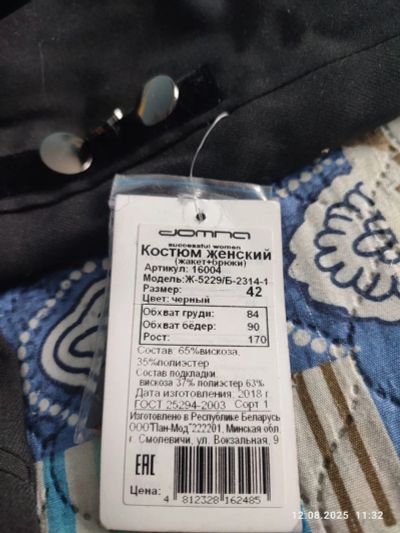 domna
successful women
Костюм женский
(жакет+брюки)
Артикул: 16004
Модель: Ж-5229/Б-2314-1
Размер: 42
Цвет: черный
Обхват груди: 84
Обхват бёдер: 90
Рост: 170
Состав: 65%вискоза,
35%полиэстер
Состав подкладки
вискоза 37% полиэстер 63%
Дата изготовления: 2018 г
ГОСТ 25294-2003 Сорт 1
Изготовлено в Республике Беларусь
ООО"Пан-Мод"222201, Минская обл
г. Смолевичи, ул. Вокзальная, 9
EAC
Цена:
4 812328 162485
12.08.2025 11:32